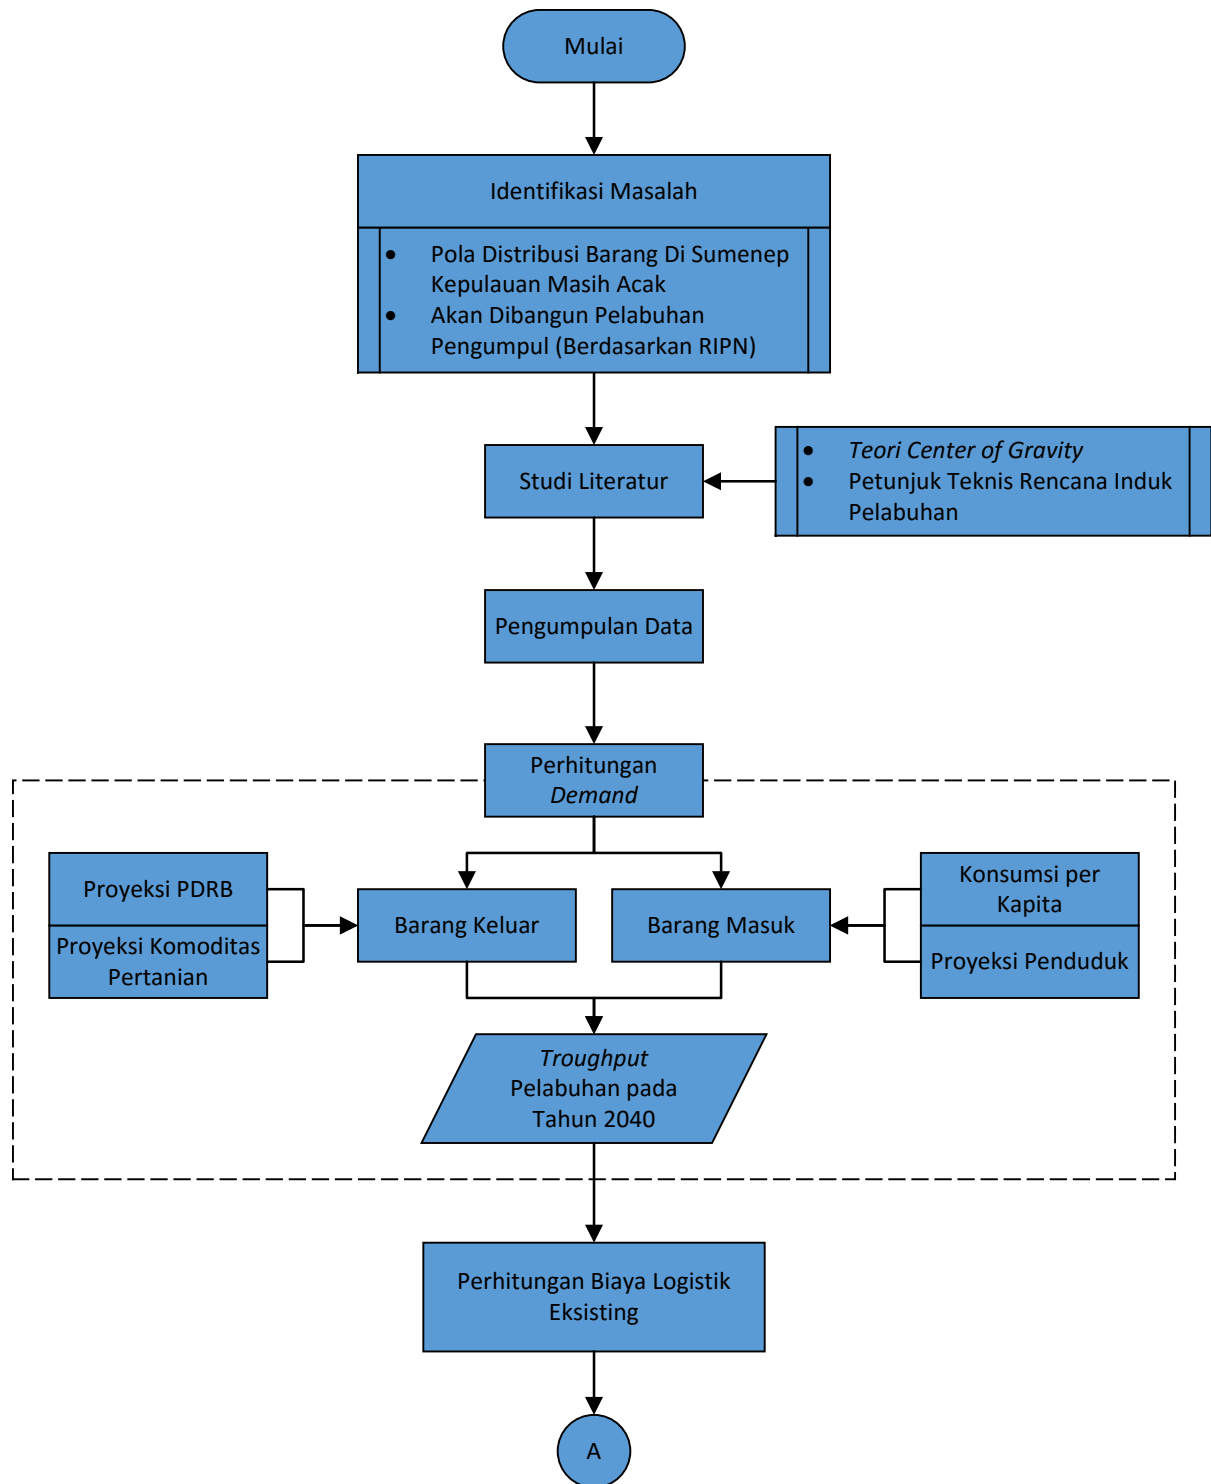 Mulai
Identifikasi Masalah
• Pola Distribusi Barang Di Sumenep
Kepulauan Masih Acak
• Akan Dibangun Pelabuhan
Pengumpul (Berdasarkan RIPN)
Studi Literatur
• Teori Center of Gravity
• Petunjuk Teknis Rencana Induk
Pelabuhan
Pengumpulan Data
Perhitungan
Demand
Proyeksi PDRB
Proyeksi Komoditas
Pertanian
Barang Keluar
Barang Masuk
Konsumsi per
Kapita
Proyeksi Penduduk
Troughput
Pelabuhan pada
Tahun 2040
Perhitungan Biaya Logistik
Eksisting
A